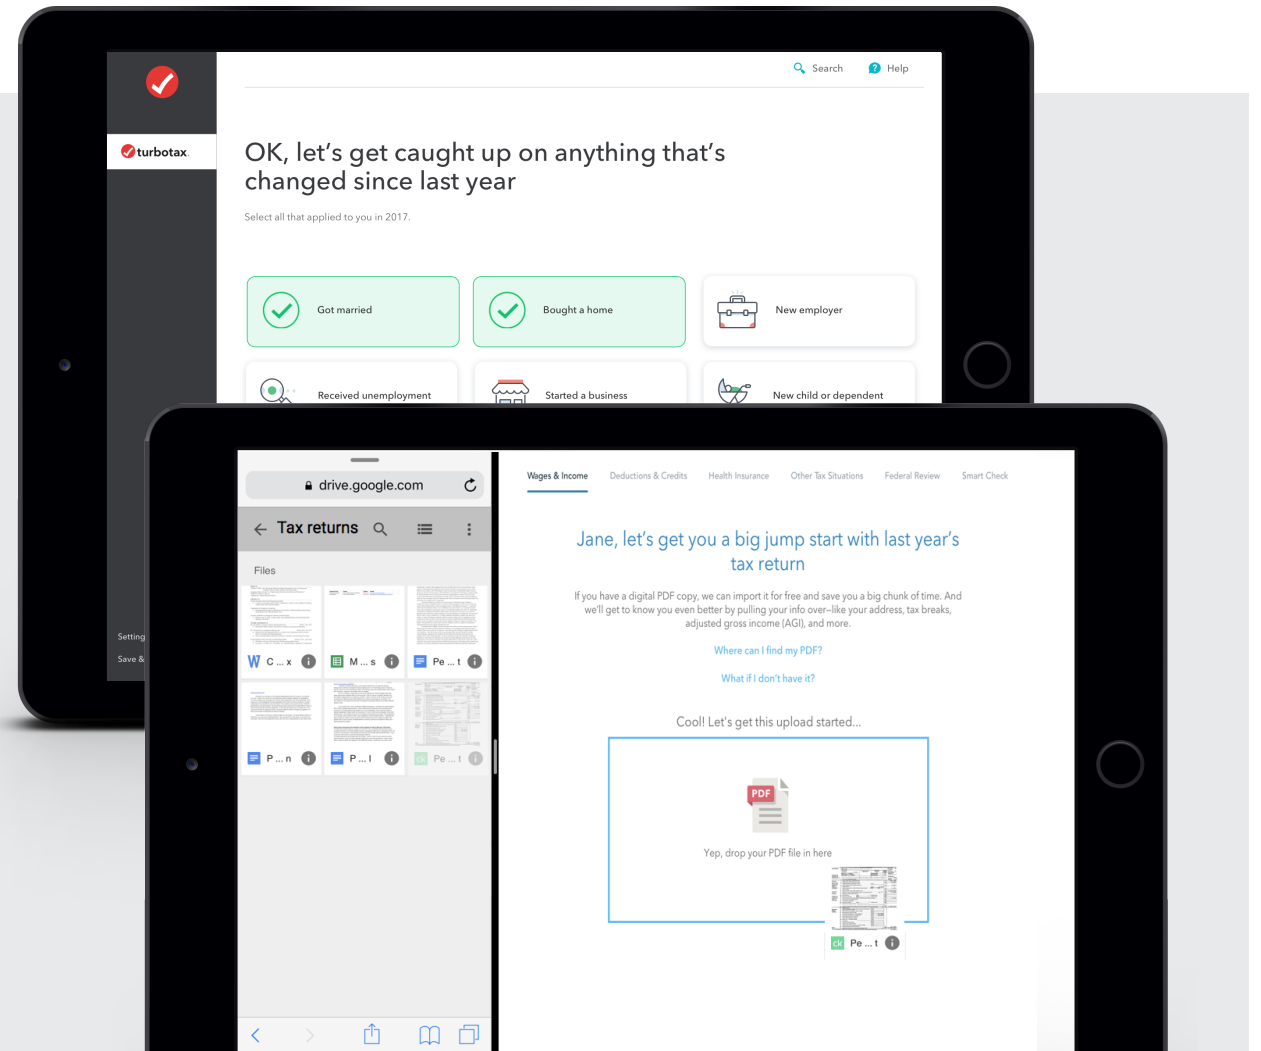 Search Help
turbotax.
OK, let's get caught up on anything that's
changed since last year
Select all that applied to you in 2017.
Got married
Bought a home
New employer
Received unemployment
Started a business
New child or dependent
Setting
Save &
drive.google.com
Tax returns
Files
C ... x
M ... s
Pe ... t
P ... n
P ... l
ck Pe ... t
Wages & Income Deductions & Credits Health Insurance Other Tax Situations Federal Review Smart Check
Jane, let's get you a big jump start with last year's
tax return
If you have a digital PDF copy, we can import it for free and save you a big chunk of time. And
we'll get to know you even better by pulling your info over–like your address, tax breaks,
adjusted gross income (AGI), and more.
Where can I find my PDF?
What if I don't have it?
Cool! Let's get this upload started...
PDF
Yep, drop your PDF file in here
ck Pe ... t